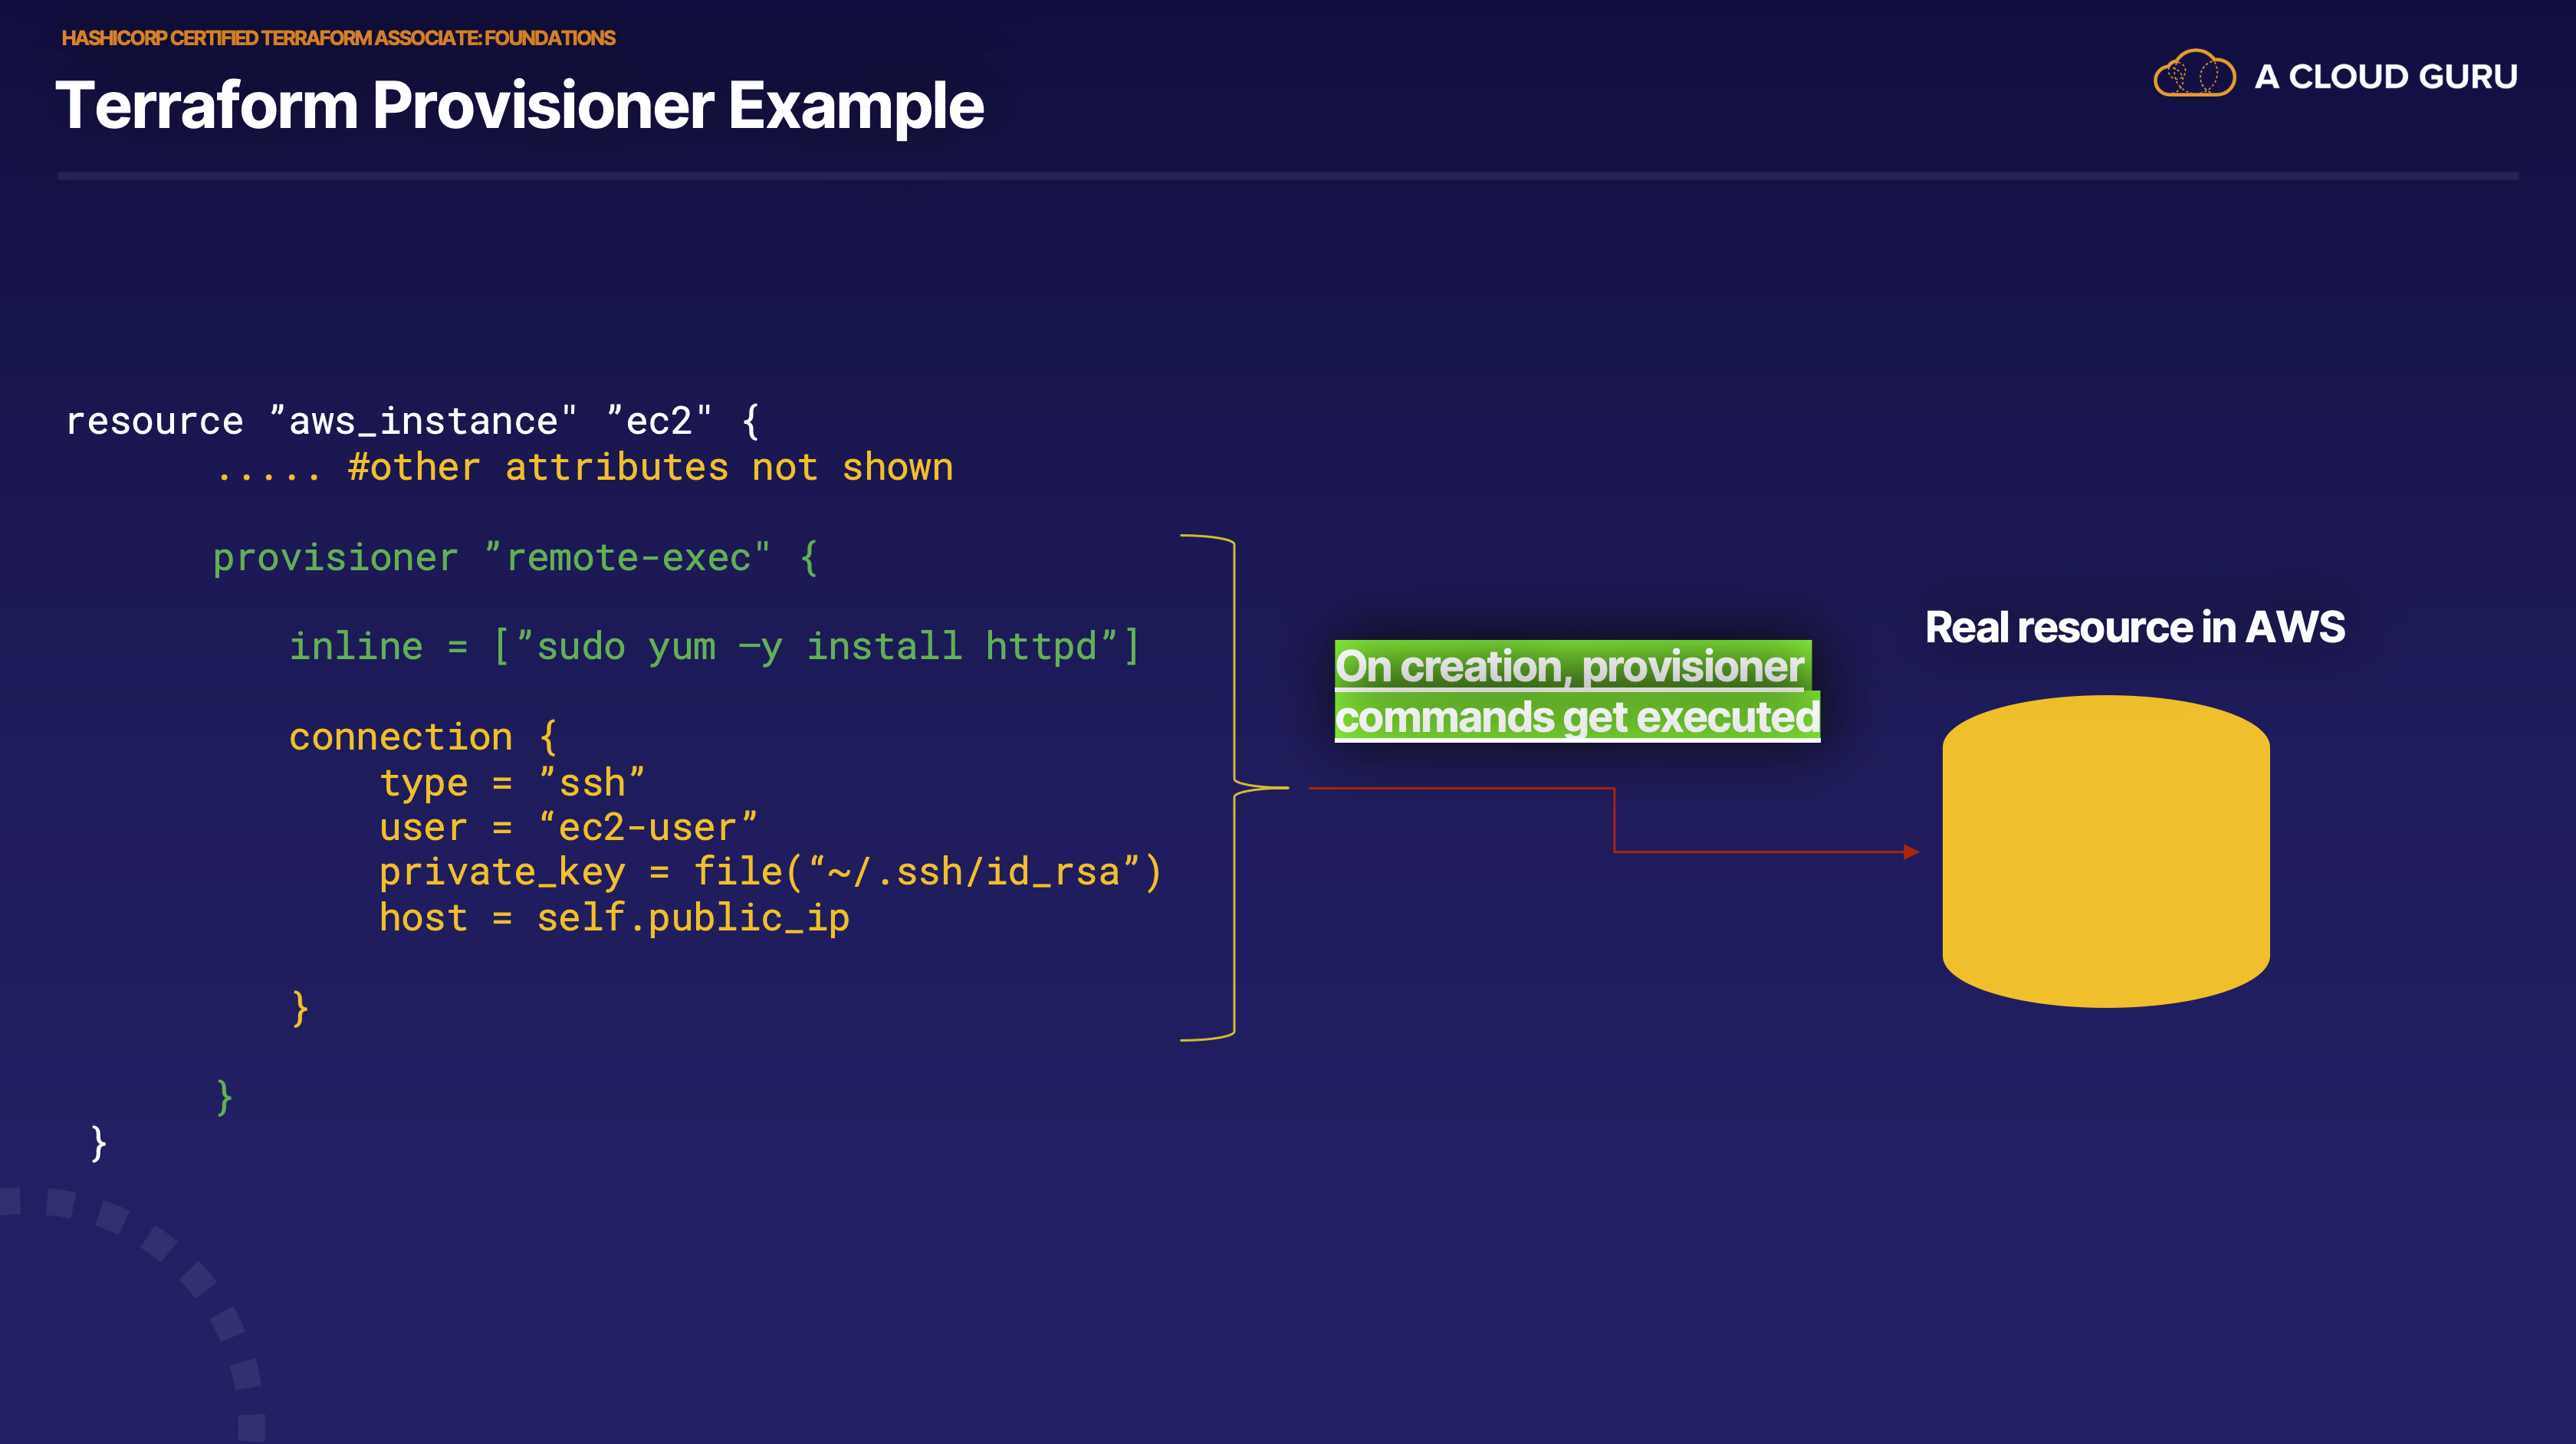 HASHICORP CERTIFIED TERRAFORM ASSOCIATE: FOUNDATIONS
Terraform Provisioner Example
A CLOUD GURU
resource ”aws_instance" ”ec2" {
..... #other attributes not shown
provisioner ”remote-exec" {
inline = [”sudo yum –y install httpd”]
connection {
type = ”ssh”
user = “ec2-user”
private_key = file(“~/.ssh/id_rsa”)
host = self.public_ip
}
}
}
On creation, provisioner
commands get executed
Real resource in AWS